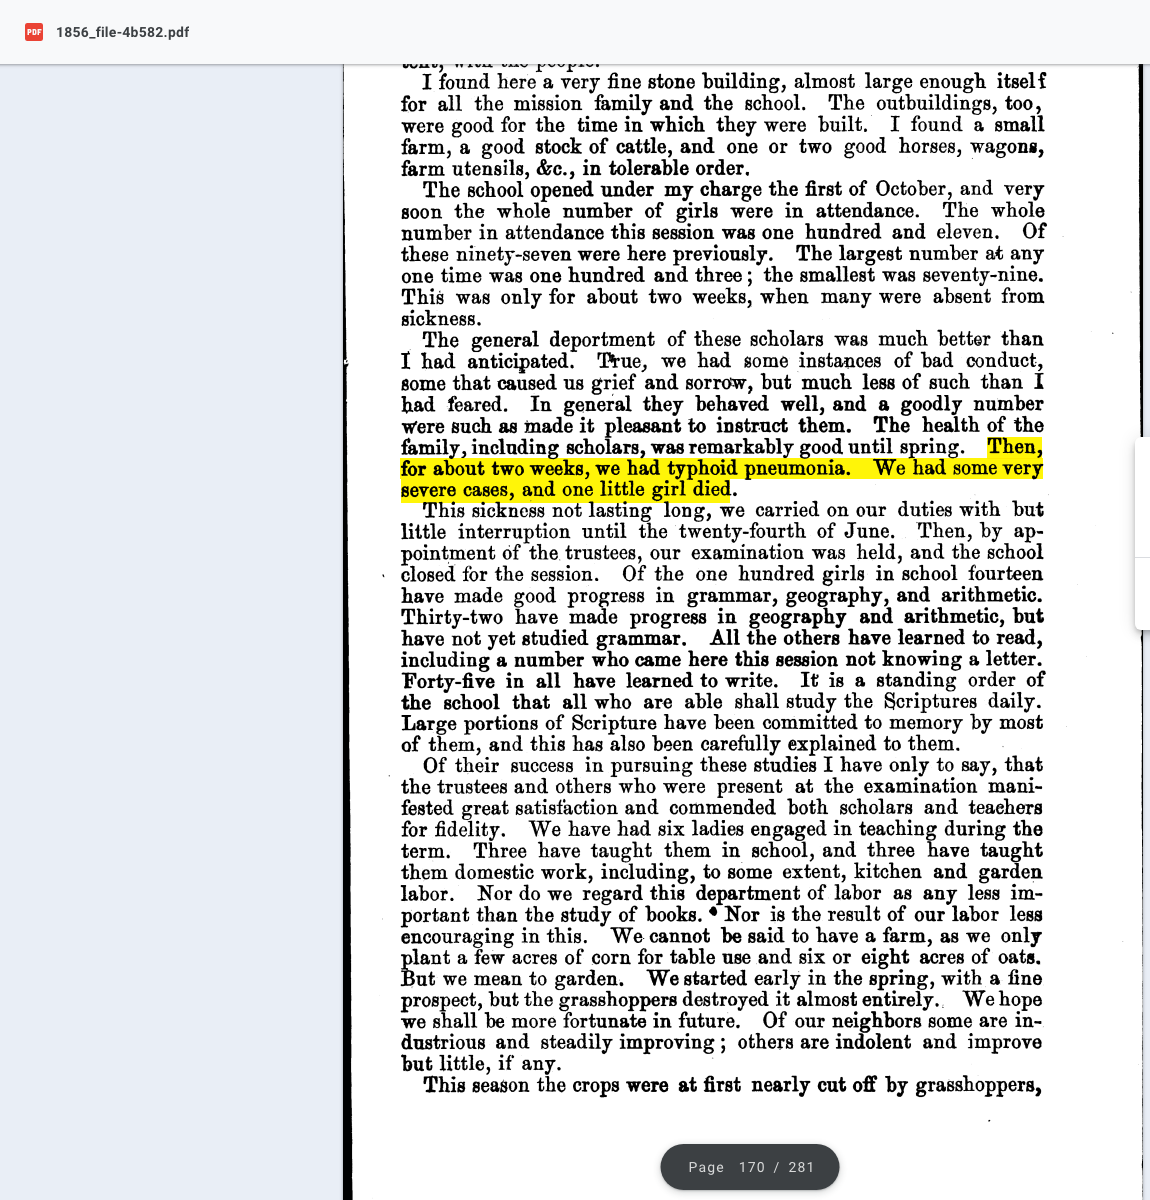 PDF 1856_file-4b582.pdf
tent, with the people.
I found here a very fine stone building, almost large enough itself
for all the mission family and the school. The outbuildings, too,
were good for the time in which they were built. I found a small
farm, a good stock of cattle, and one or two good horses, wagons,
farm utensils, &c., in tolerable order.
The school opened under my charge the first of October, and very
soon the whole number of girls were in attendance. The whole
number in attendance this session was one hundred and eleven. Of
these ninety-seven were here previously. The largest number at any
one time was one hundred and three; the smallest was seventy-nine.
This was only for about two weeks, when many were absent from
sickness.
The general deportment of these scholars was much better than
I had anticipated. True, we had some instances of bad conduct,
some that caused us grief and sorrow, but much less of such than I
had feared. In general they behaved well, and a goodly number
were such as made it pleasant to instruct them. The health of the
family, including scholars, was remarkably good until spring. Then,
for about two weeks, we had typhoid pneumonia. We had some very
severe cases, and one little girl died.
This sickness not lasting long, we carried on our duties with but
little interruption until the twenty-fourth of June. Then, by ap-
pointment of the trustees, our examination was held, and the school
closed for the session. Of the one hundred girls in school fourteen
have made good progress in grammar, geography, and arithmetic.
Thirty-two have made progress in geography and arithmetic, but
have not yet studied grammar. All the others have learned to read,
including a number who came here this session not knowing a letter.
Forty-five in all have learned to write. It is a standing order of
the school that all who are able shall study the Scriptures daily.
Large portions of Scripture have been committed to memory by most
of them, and this has also been carefully explained to them.
Of their success in pursuing these studies I have only to say, that
the trustees and others who were present at the examination mani-
fested great satisfaction and commended both scholars and teachers
for fidelity. We have had six ladies engaged in teaching during the
term. Three have taught them in school, and three have taught
them domestic work, including, to some extent, kitchen and garden
labor. Nor do we regard this department of labor as any less im-
portant than the study of books. Nor is the result of our labor less
encouraging in this. We cannot be said to have a farm, as we only
plant a few acres of corn for table use and six or eight acres of oats.
But we mean to garden. We started early in the spring, with a fine
prospect, but the grasshoppers destroyed it almost entirely. We hope
we shall be more fortunate in future. Of our neighbors some are in-
dustrious and steadily improving; others are indolent and improve
but little, if any.
This season the crops were at first nearly cut off by grasshoppers,
Page 170 / 281